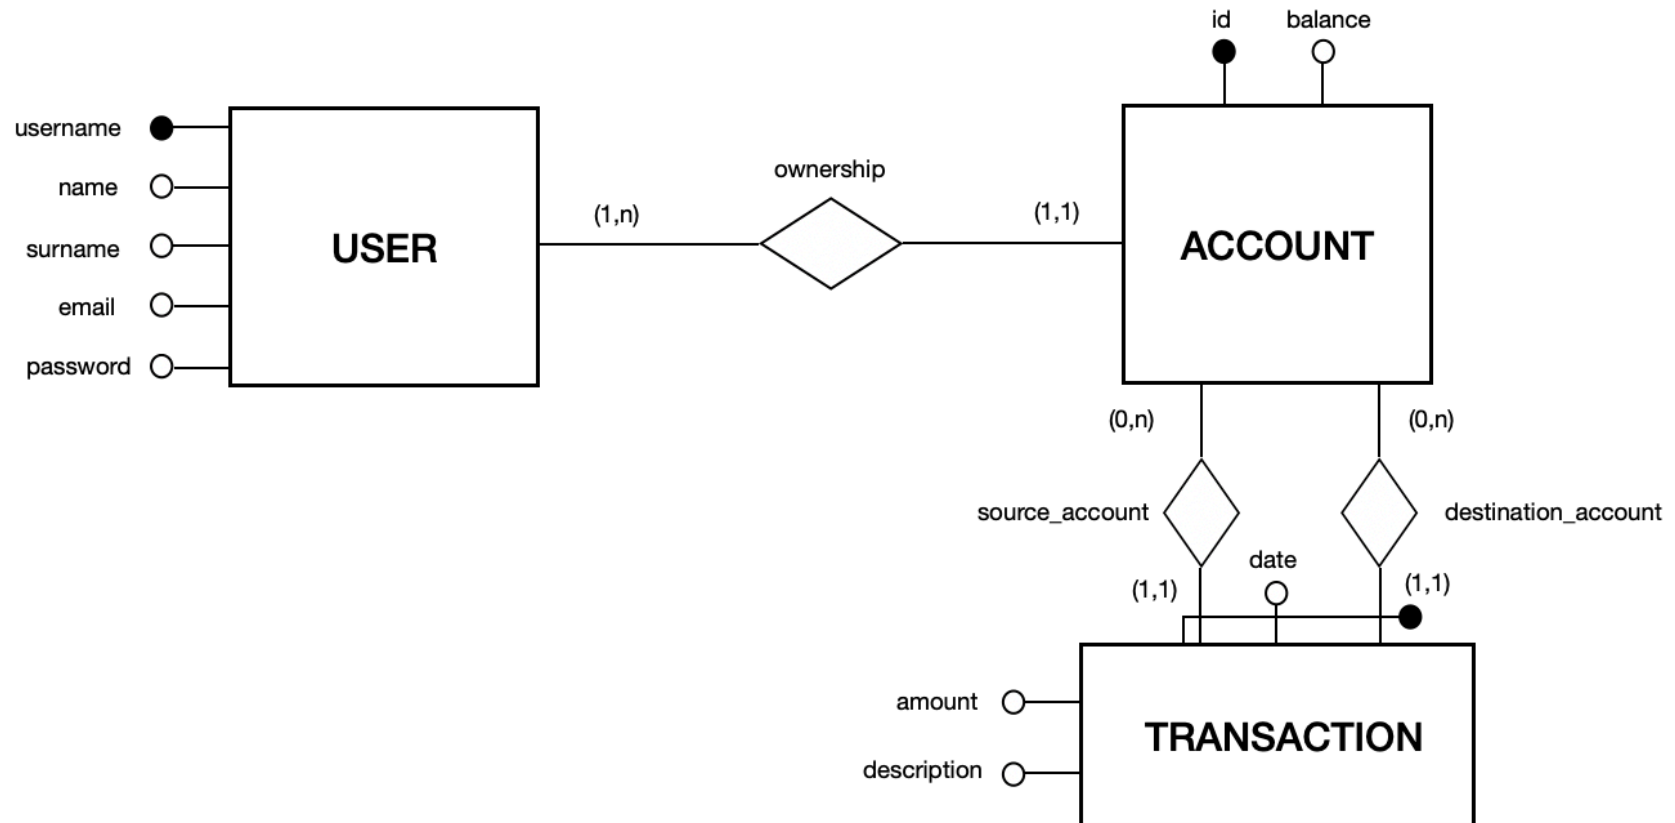 id balance
username
name
surname
email
password
USER
(1,n)
ownership
(1,1)
ACCOUNT
(0,n) (0,n)
source_account destination_account
date
(1,1) (1,1)
amount
description
TRANSACTION